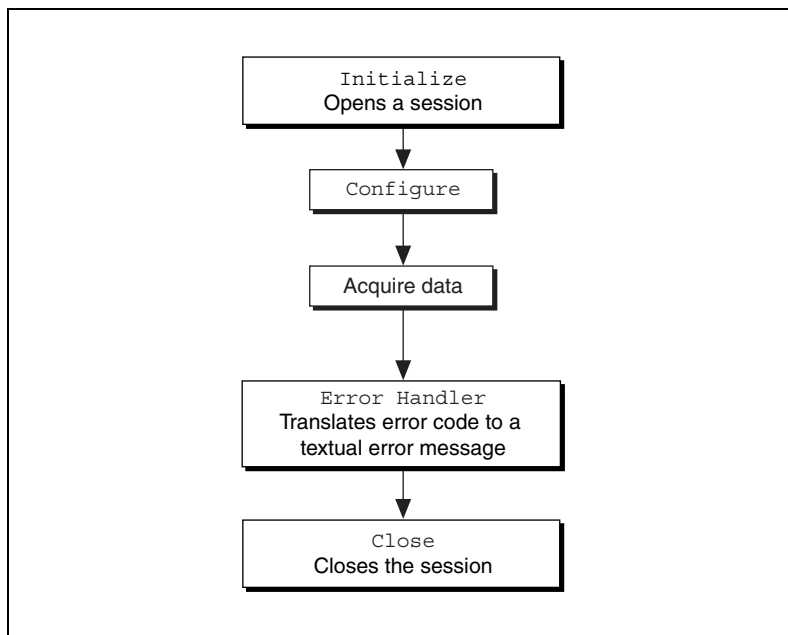 Initialize
Opens a session
Configure
Acquire data
Error Handler
Translates error code to a
textual error message
Close
Closes the session